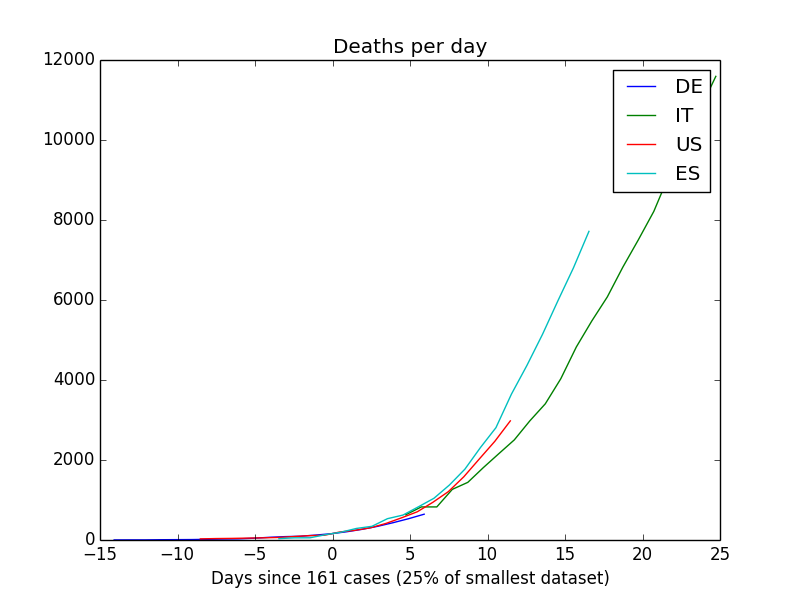 Deaths per day
12000
10000
8000
6000
4000
2000
0
DE
IT
US
ES
−15 −10 −5 0 5 10 15 20 25
Days since 161 cases (25% of smallest dataset)